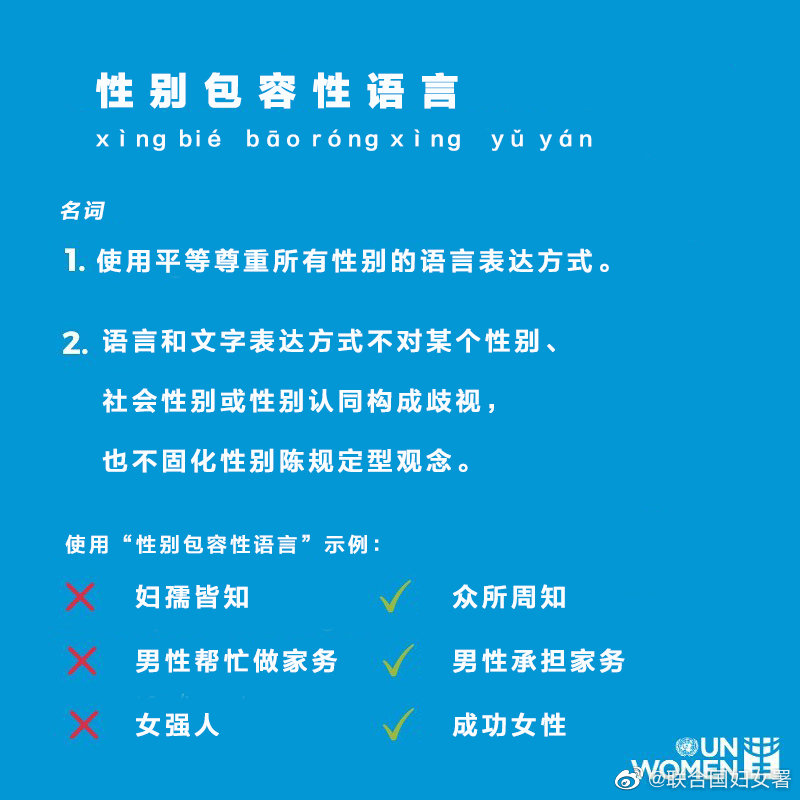 性别包容性语言
xìng bié bāo róng xìng yǔ yán
名词
1. 使用平等尊重所有性别的语言表达方式。
2. 语言和文字表达方式不对某个性别、
社会性别或性别认同构成歧视，
也不固化性别陈规定型观念。
使用“性别包容性语言”示例：
妇孺皆知 众所周知
男性帮忙做家务 男性承担家务
女强人 成功女性
UN
WOMEN
@联合国妇女署